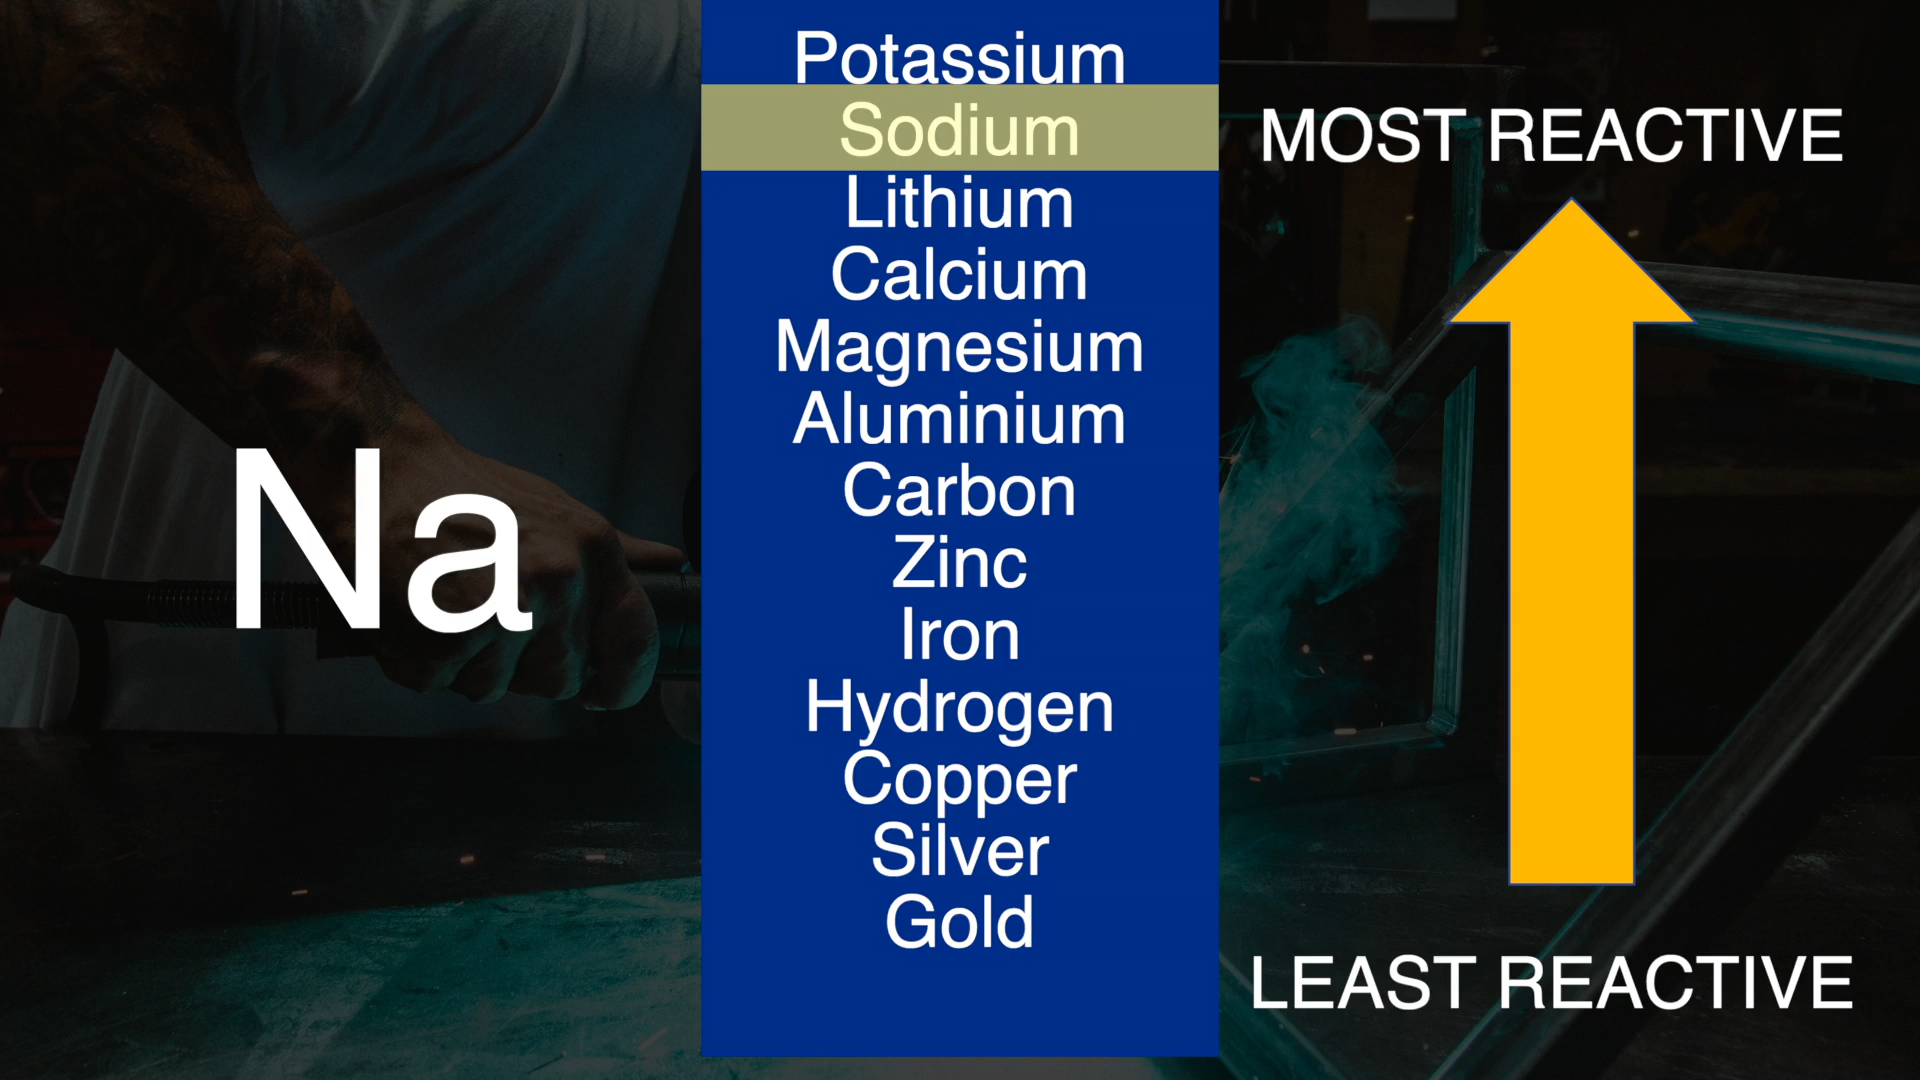 Na
Potassium
Sodium
Lithium
Calcium
Magnesium
Aluminium
Carbon
Zinc
Iron
Hydrogen
Copper
Silver
Gold
MOST REACTIVE
LEAST REACTIVE